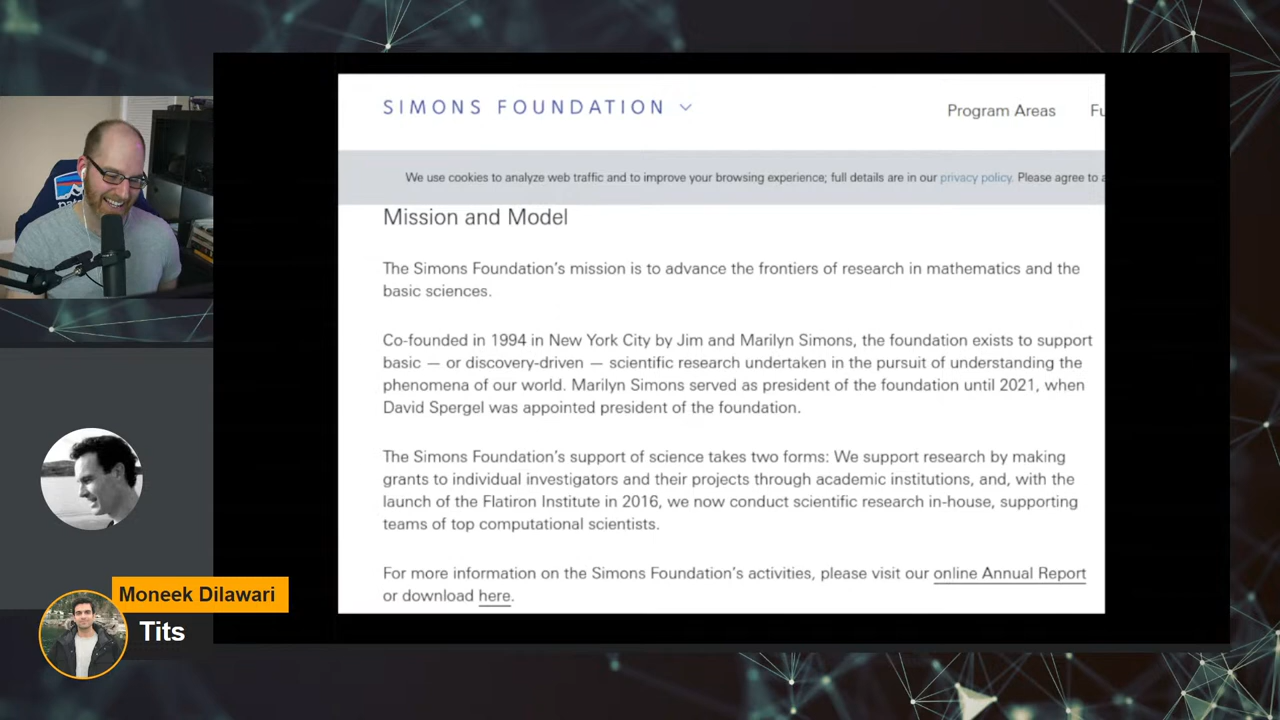 SIMONS FOUNDATION
Program Areas
We use cookies to analyze web traffic and to improve your browsing experience; full details are in our privacy policy. Please agree to
Mission and Model
The Simons Foundation's mission is to advance the frontiers of research in mathematics and the
basic sciences.
Co-founded in 1994 in New York City by Jim and Marilyn Simons, the foundation exists to support
basic — or discovery-driven — scientific research undertaken in the pursuit of understanding the
phenomena of our world. Marilyn Simons served as president of the foundation until 2021, when
David Spergel was appointed president of the foundation.
The Simons Foundation's support of science takes two forms: We support research by making
grants to individual investigators and their projects through academic institutions, and, with the
launch of the Flatiron Institute in 2016, we now conduct scientific research in-house, supporting
teams of top computational scientists.
For more information on the Simons Foundation's activities, please visit our online Annual Report
or download here.
Moneek Dilawari
Tits